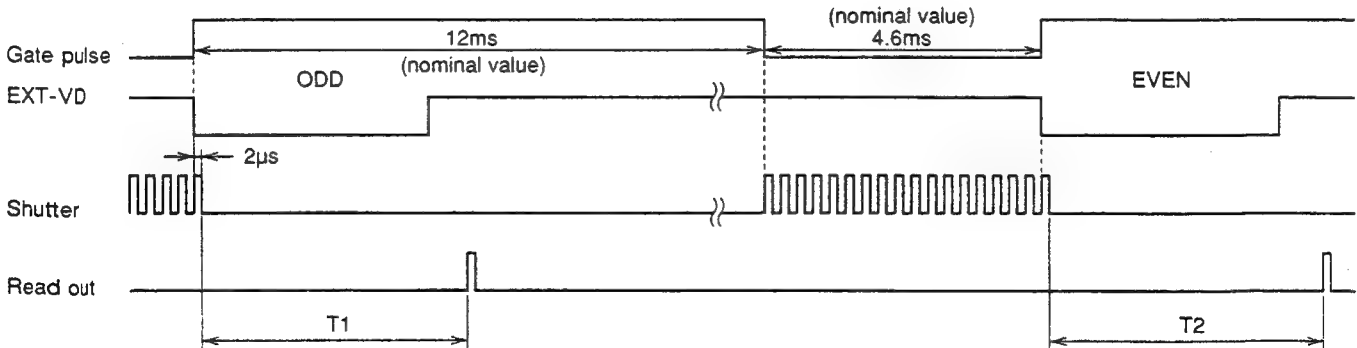 (nominal value)
Gate pulse 12ms 4.6ms
(nominal value)
ODD EVEN
EXT-VD
2μs
Shutter
Read out
T1 T2